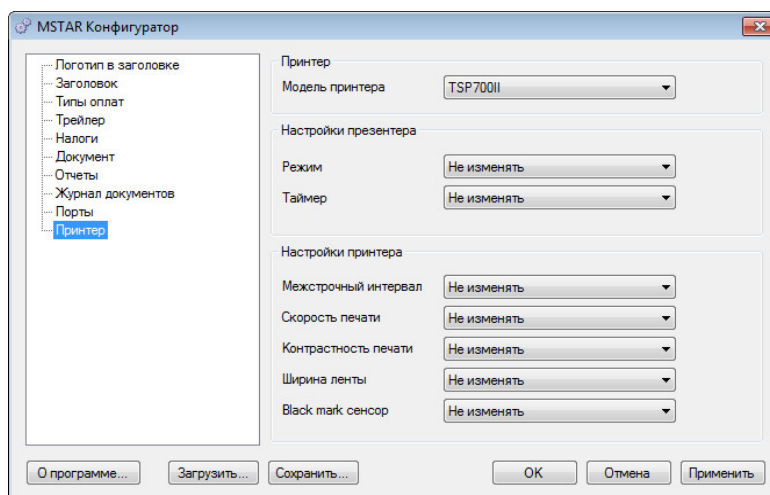 MSTAR Конфигуратор
Логотип в заголовке
Заголовок
Типы оплат
Трейлер
Налоги
Документ
Отчеты
Журнал документов
Порты
Принтер
Принтер
Модель принтера TSP700II
Настройки презентера
Режим Не изменять
Таймер Не изменять
Настройки принтера
Межстрочный интервал Не изменять
Скорость печати Не изменять
Контрастность печати Не изменять
Ширина ленты Не изменять
Black mark сенсор Не изменять
О программе... Загрузить... Сохранить... OK Отмена Применить